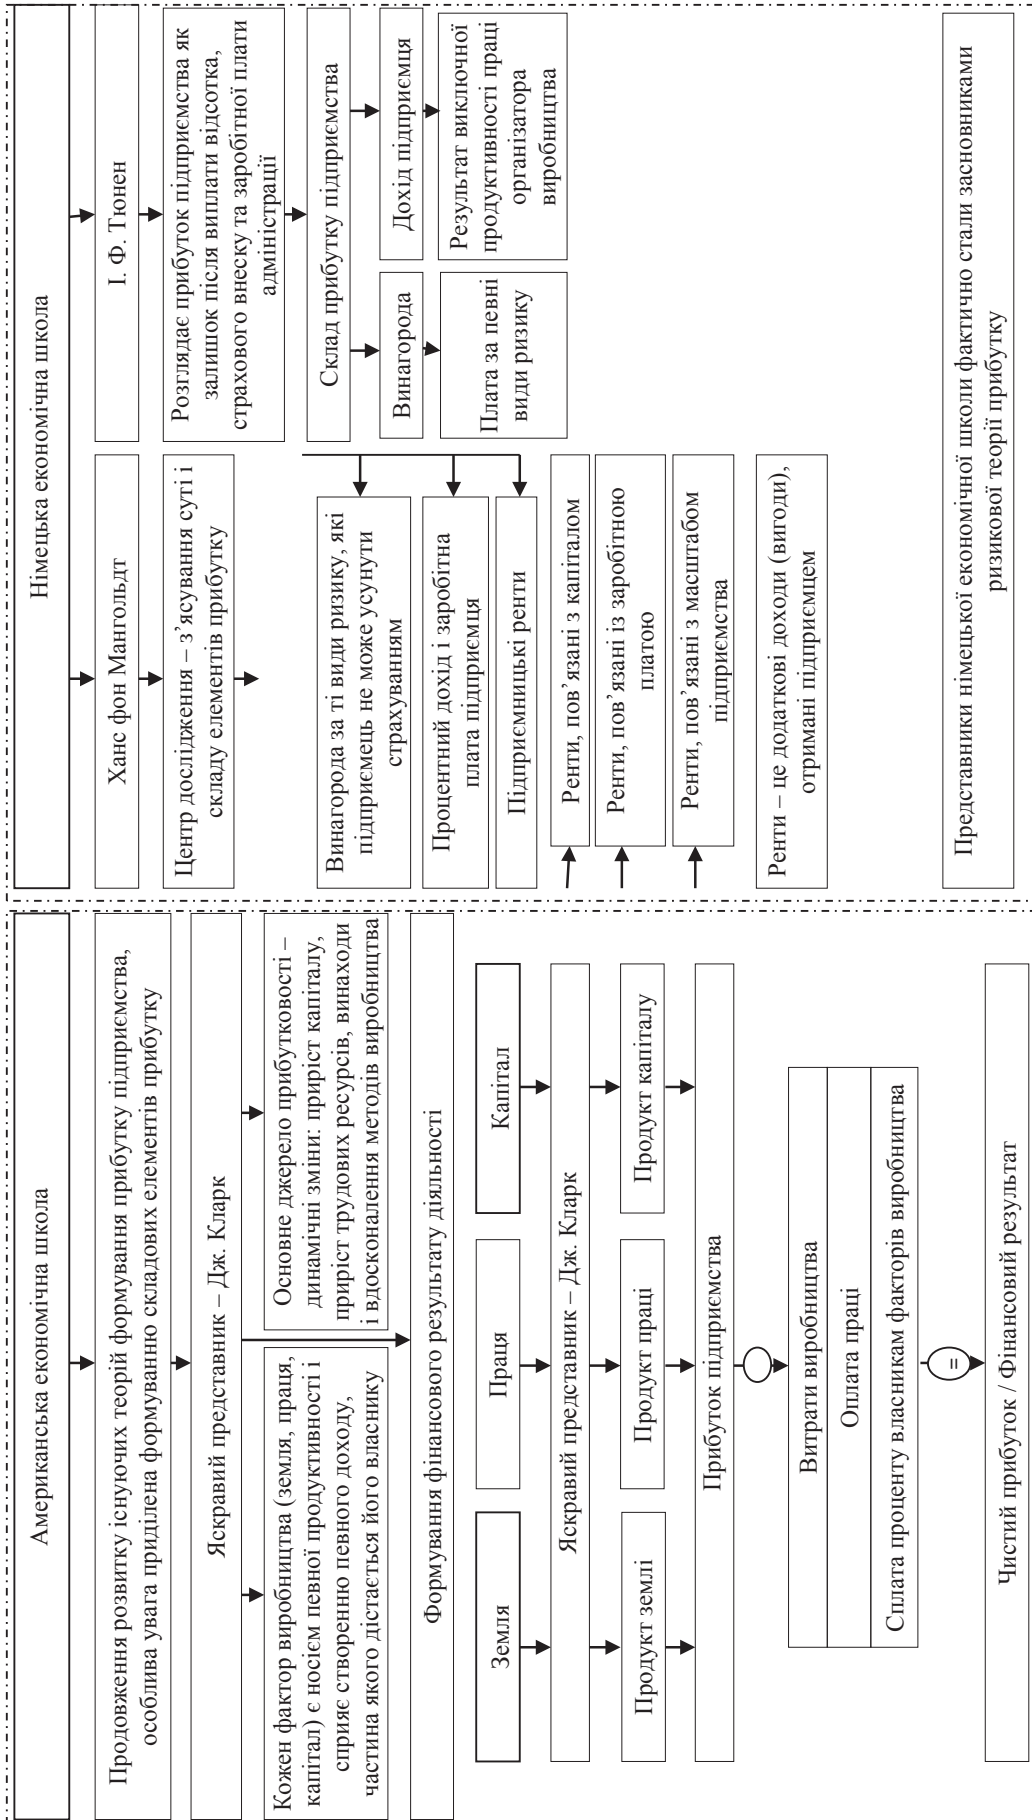 Американська економічна школа
Продовження розвитку існуючих теорій формування прибутку підприємства,
особлива увага приділена формуванню складових елементів прибутку
Яскравий представник – Дж. Кларк
Кожен фактор виробництва (земля, праця,
капітал) є носієм певної продуктивності і
сприяє створенню певного доходу,
частина якого дістається його власнику
Основне джерело прибутковості –
динамічні зміни: приріст капіталу,
приріст трудових ресурсів, винаходи
і вдосконалення методів виробництва
Формування фінансового результату діяльності
Земля
Праця
Капітал
Яскравий представник – Дж. Кларк
Продукт землі
Продукт праці
Продукт капіталу
Прибуток підприємства
Витрати виробництва
Оплата праці
Сплата проценту власникам факторів виробництва
=
Чистий прибуток / Фінансовий результат
Німецька економічна школа
Ханс фон Мангольдт
Центр дослідження – з’ясування суті і
складу елементів прибутку
Винагорода за ті види ризику, які
підприємець не може усунути
страхуванням
Процентний дохід і заробітна
плата підприємця
Підприємницькі ренти
Ренти, пов’язані з капіталом
Ренти, пов’язані із заробітною
платою
Ренти, пов’язані з масштабом
підприємства
Ренти – це додаткові доходи (вигоди),
отримані підприємцем
І. Ф. Тюнен
Розглядає прибуток підприємства як
залишок після виплати відсотка,
страхового внеску та заробітної плати
адміністрації
Склад прибутку підприємства
Винагорода
Дохід підприємця
Плата за певні
види ризику
Результат виключної
продуктивності праці
організатора
виробництва
Представники німецької економічної школи фактично стали засновниками
ризикової теорії прибутку